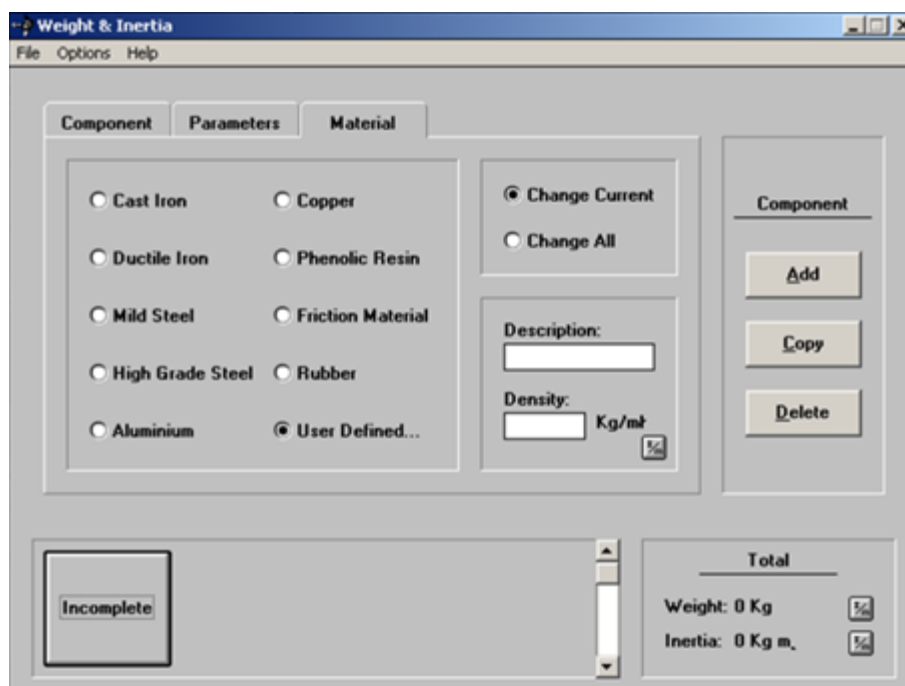 Weight & Inertia
File Options Help
Component Parameters Material
Cast Iron
Ductile Iron
Mild Steel
High Grade Steel
Aluminium
Copper
Phenolic Resin
Friction Material
Rubber
User Defined...
Change Current
Change All
Description:
Density:
Kg/mł
Component
Add
Copy
Delete
Incomplete
Total
Weight: 0 Kg
Inertia: 0 Kg m˛